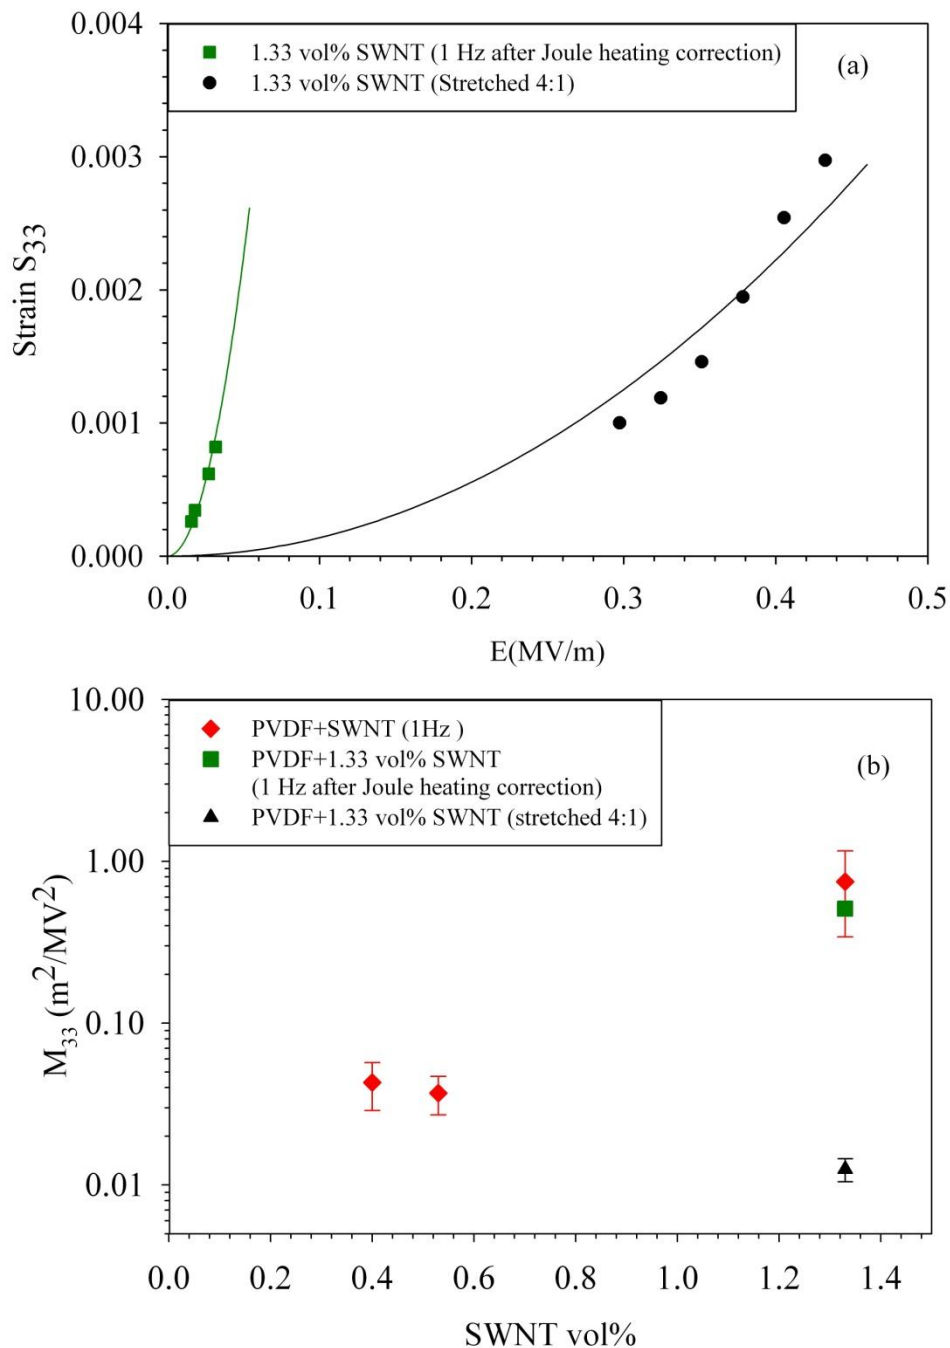 0.004
1.33 vol% SWNT (1 Hz after Joule heating correction)
1.33 vol% SWNT (Stretched 4:1)
(a)
0.003
Strain S33
0.002
0.001
0.000
0.0 0.1 0.2 0.3 0.4 0.5
E(MV/m)
10.00
PVDF+SWNT (1Hz )
PVDF+1.33 vol% SWNT
(1 Hz after Joule heating correction)
PVDF+1.33 vol% SWNT (stretched 4:1)
(b)
1.00
M33 (m2/MV2)
0.10
0.01
0.0 0.2 0.4 0.6 0.8 1.0 1.2 1.4
SWNT vol%